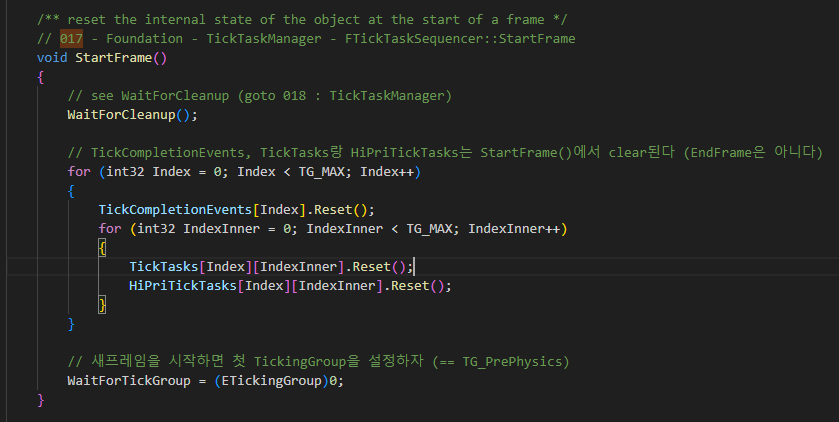 /** reset the internal state of the object at the start of a frame */
// 017 - Foundation - TickTaskManager - FTickTaskSequencer::StartFrame
void StartFrame()
{
// see WaitForCleanup (goto 018 : TickTaskManager)
WaitForCleanup();
// TickCompletionEvents, TickTasks랑 HiPriTickTasks는 StartFrame()에서 clear된다 (EndFrame은 아니다)
for (int32 Index = 0; Index < TG_MAX; Index++)
{
TickCompletionEvents[Index].Reset();
for (int32 IndexInner = 0; IndexInner < TG_MAX; IndexInner++)
{
TickTasks[Index][IndexInner].Reset();
HiPriTickTasks[Index][IndexInner].Reset();
}
}
// 새프레임을 시작하면 첫 TickingGroup을 설정하자 (== TG_PrePhysics)
WaitForTickGroup = (ETickingGroup)0;
}